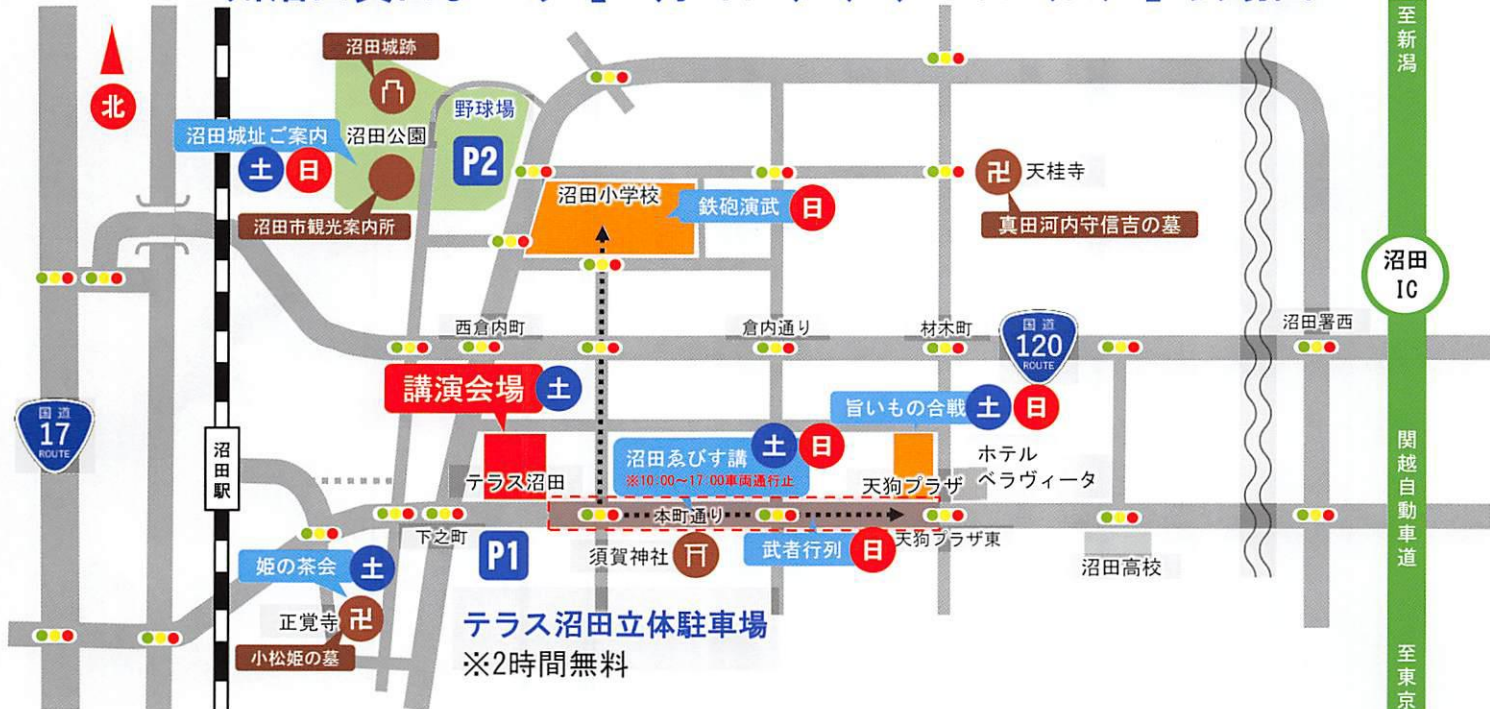 至新潟
北
沼田城跡
野球場
沼田城址ご案内
沼田公園
土 日
P2
沼田市観光案内所
沼田小学校
鉄砲演武 日
卍 天桂寺
真田河内守信吉の墓
沼田
IC
西倉内町
倉内通り
材木町
国道
120
ROUTE
沼田署西
講演会場 土
旨いもの合戦 土 日
国道
17
ROUTE
沼田駅
沼田ゑびす講 土 日
※10:00~17:00車両通行止
テラス沼田
天狗プラザ
ホテル
ベラヴィータ
関越自動車道
本町通り
下之町
P1
須賀神社
武者行列 日
天狗プラザ東
沼田高校
姫の茶会 土
正覚寺 卍
小松姫の墓
テラス沼田立体駐車場
※2時間無料
至東京